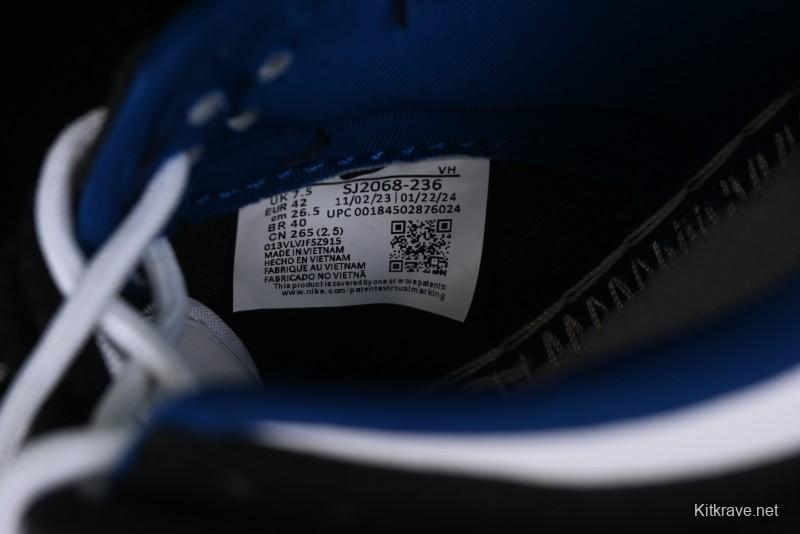 VH
UK 7.5 SJ2068-236
EUR 42 11/02/23 | 01/22/24
cm 26.5 UPC 00184502876024
BR 40
CN 265 (2.5)
013VLVJFSZ915
MADE IN VIETNAM
HECHO EN VIETNAM
FABRIQUE AU VIETNAM
FABRICADO NO VIETNÃ
This product is covered by one or more patents:
www.nike.com/patentsvirtualmarking
Kitkrave.net